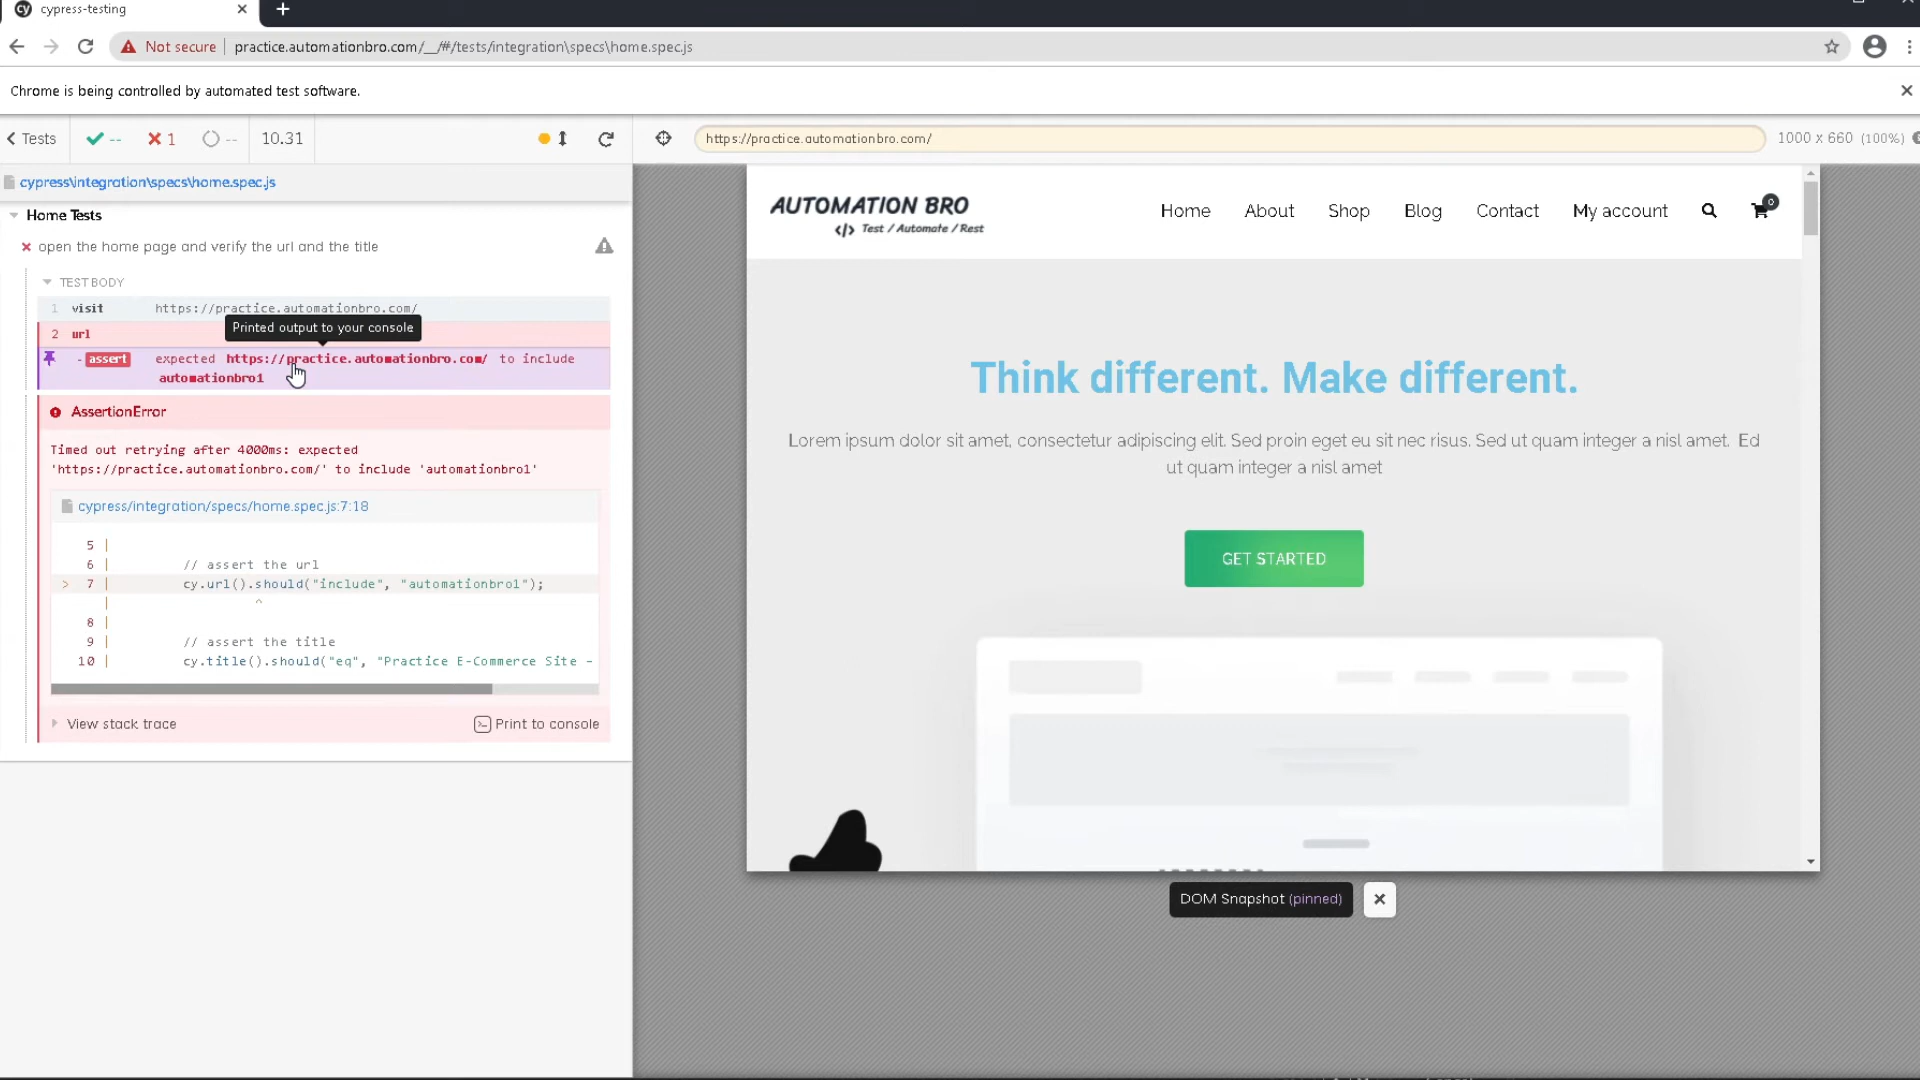 cypress-testing
Not secure
practice.automationbro.com/__/#/tests/integration\specs\home.spec.js
Chrome is being controlled by automated test software.
Tests
--
1
--
10.31
https://practice.automationbro.com/
1000 x 660 (100%)
cypress\integration\specs\home.spec.js
Home Tests
open the home page and verify the url and the title
TEST BODY
1 visit https://practice.automationbro.com/
Printed output to your console
2 url
- assert expected https://practice.automationbro.com/ to include
automationbro1
AssertionError
Timed out retrying after 4000ms: expected
'https://practice.automationbro.com/' to include 'automationbro1'
cypress/integration/specs/home.spec.js:7:18
5 |
6 | // assert the url
> 7 | cy.url().should("include", "automationbro1");
| ^
8 |
9 | // assert the title
10 | cy.title().should("eq", "Practice E-Commerce Site –
View stack trace
Print to console
AUTOMATION BRO
</> Test / Automate / Rest
Home
About
Shop
Blog
Contact
My account
0
Think different. Make different.
Lorem ipsum dolor sit amet, consectetur adipiscing elit. Sed proin eget eu sit nec risus. Sed ut quam integer a nisl amet. Ed
ut quam integer a nisl amet
GET STARTED
DOM Snapshot (pinned)